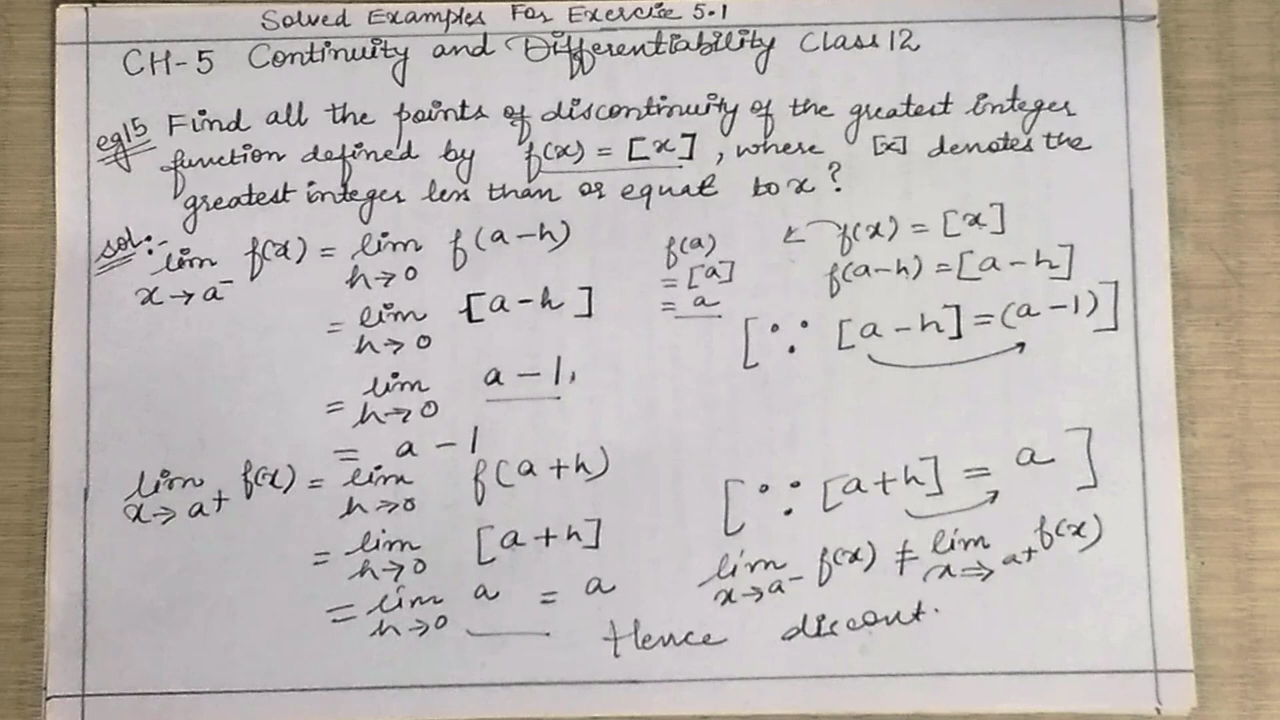 Solved Examples For Exercise 5.1
CH-5 Continuity and Differentiability Class 12
eg15 Find all the points of discontinuity of the greatest integer
function defined by f(x) = [x], where [x] denotes the
greatest integer less than or equal to x?
sol:- lim x→a⁻ f(x) = lim h→0 f(a-h)
= lim h→0 [a-h]
= lim h→0 a-1,
= a-1
f(a)
= [a]
= a
f(x) = [x]
f(a-h) = [a-h]
[∵ [a-h] = (a-1)]
lim x→a+ f(x) = lim h→0 f(a+h)
= lim h→0 [a+h]
= lim h→0 a = a
[∵ [a+h] = a]
lim x→a- f(x) ≠ lim x→a+ f(x)
Hence discont.